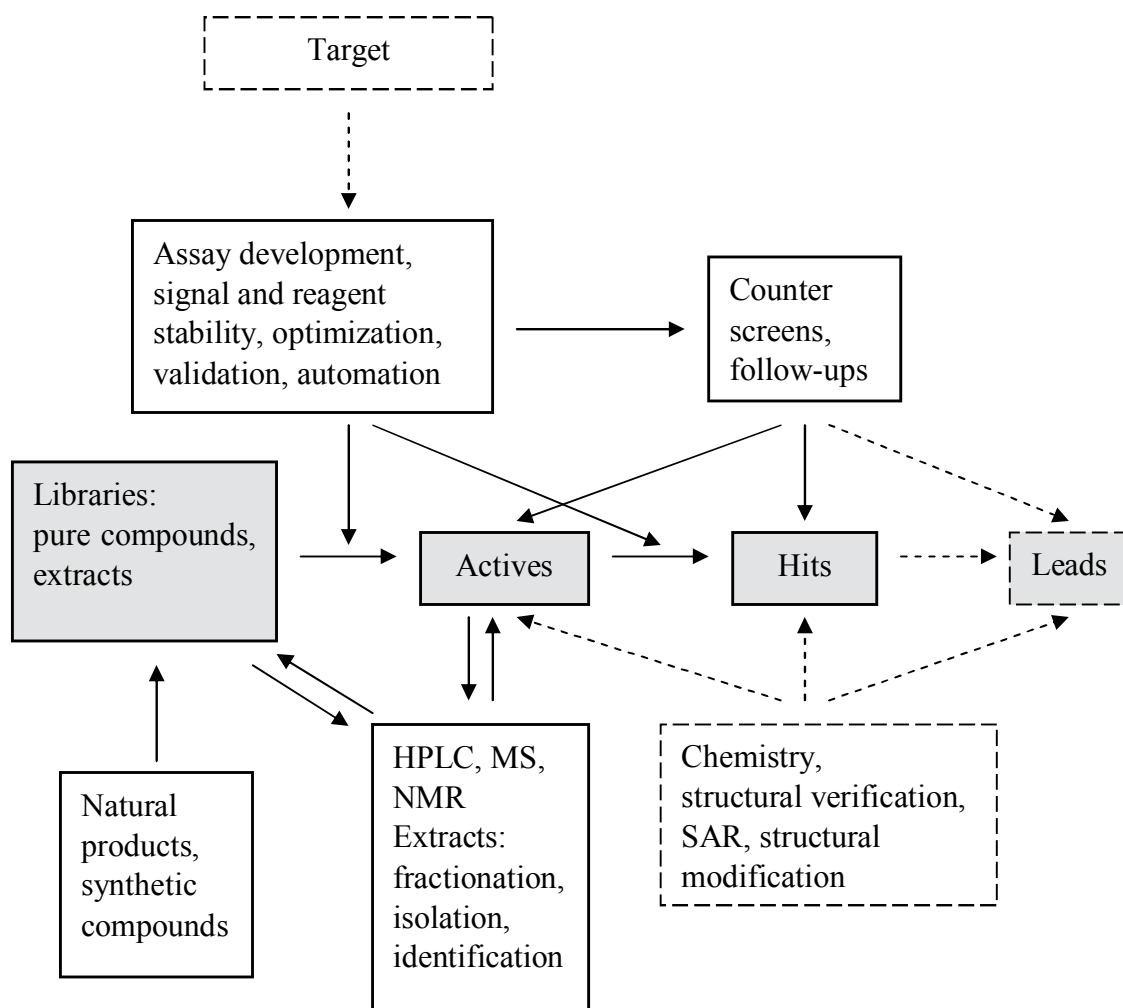 Target
Assay development,
signal and reagent
stability, optimization,
validation, automation
Counter
screens,
follow-ups
Libraries:
pure compounds,
extracts
Actives
Hits
Leads
Natural
products,
synthetic
compounds
HPLC, MS,
NMR
Extracts:
fractionation,
isolation,
identification
Chemistry,
structural verification,
SAR, structural
modification